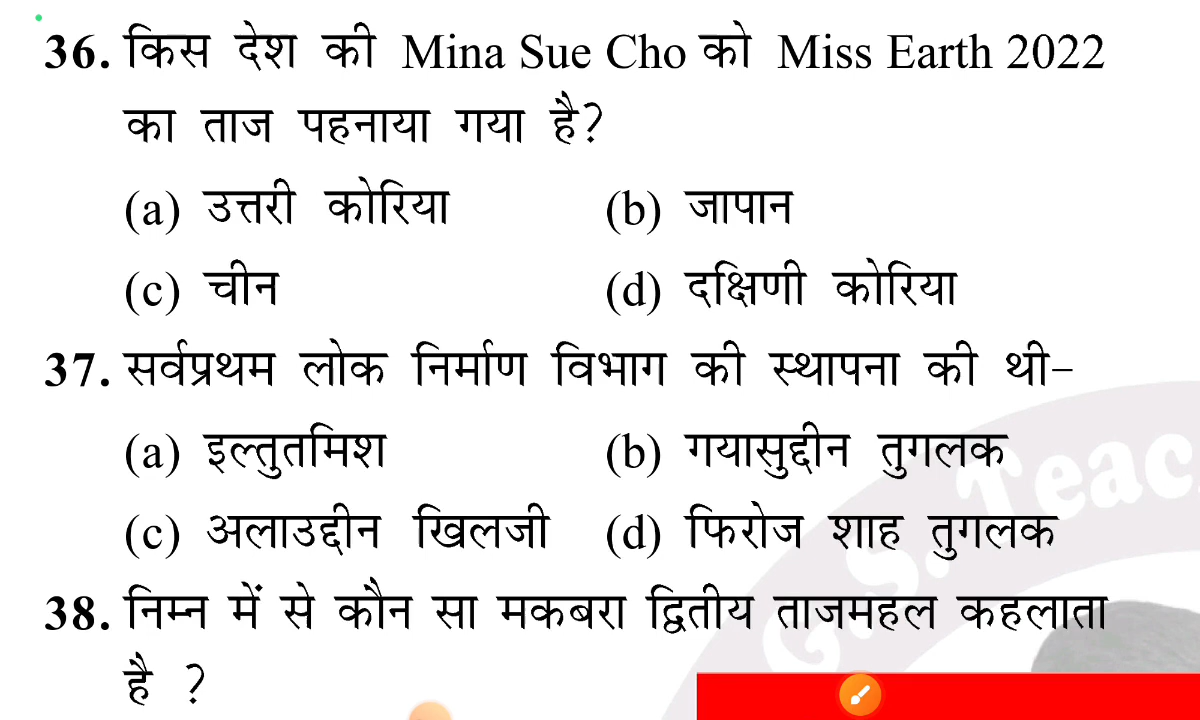 36. किस देश की Mina Sue Cho को Miss Earth 2022
का ताज पहनाया गया है?
(a) उत्तरी कोरिया (b) जापान
(c) चीन (d) दक्षिणी कोरिया
37. सर्वप्रथम लोक निर्माण विभाग की स्थापना की थी–
(a) इल्तुतमिश (b) गयासुद्दीन तुगलक
(c) अलाउद्दीन खिलजी (d) फिरोज शाह तुगलक
G.S. Teac
38. निम्न में से कौन सा मकबरा द्वितीय ताजमहल कहलाता
है ?